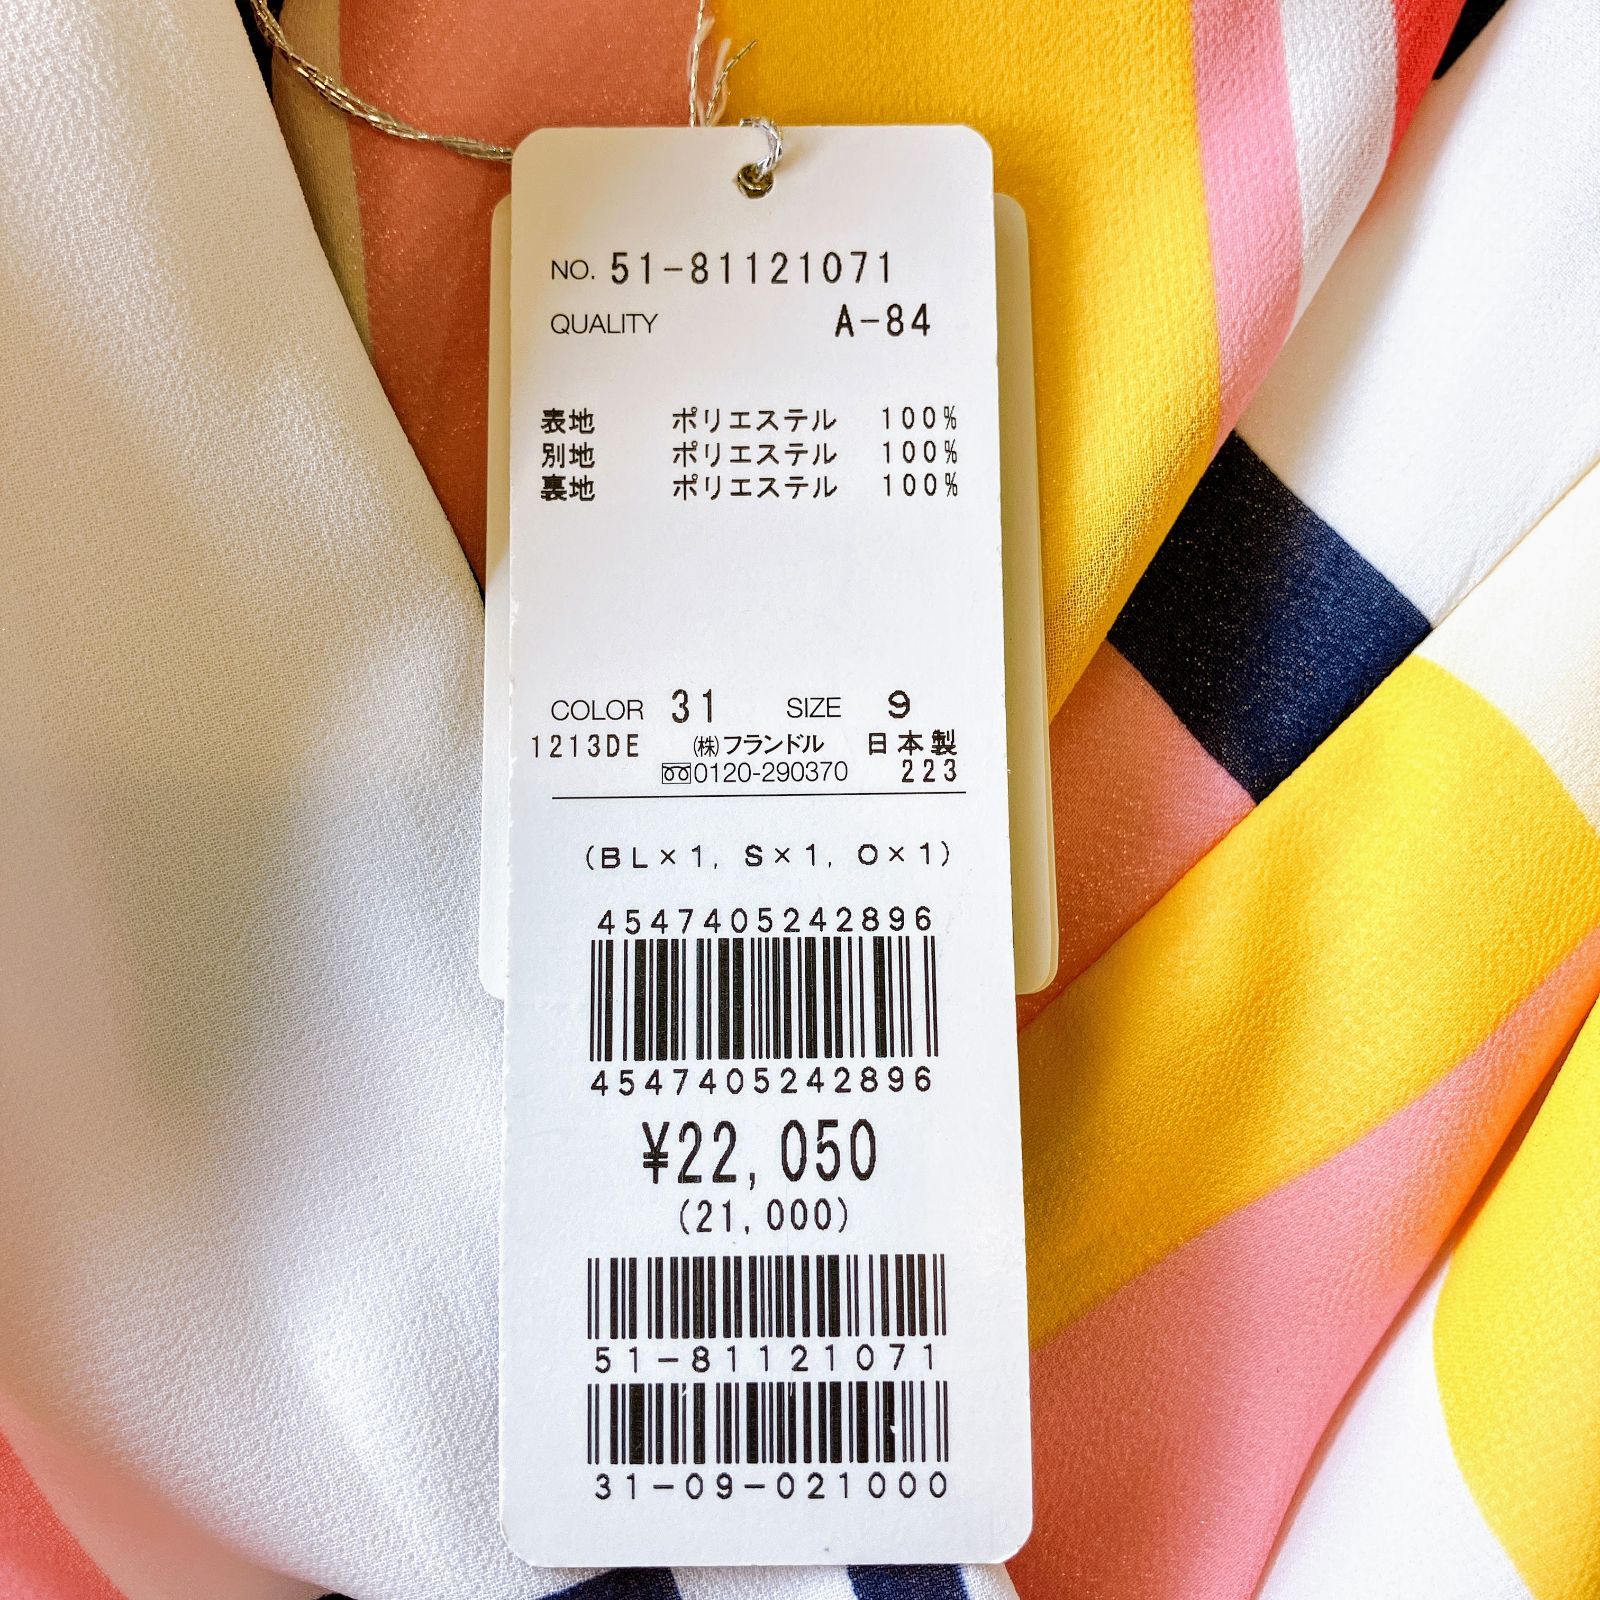 NO. 51-81121071
QUALITY A-84
表地 ポリエステル 100%
別地 ポリエステル 100%
裏地 ポリエステル 100%
COLOR 31 SIZE 9
1213DE ㈱フランドル 日本製
0120-290370 223
(BL×1, S×1, O×1)
4547405242896
4547405242896
¥22,050
(21,000)
51-81121071
31-09-021000